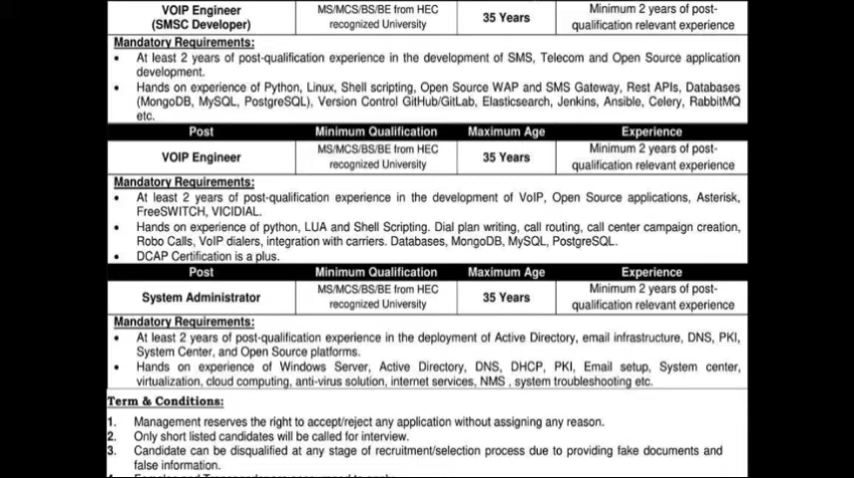 VOIP Engineer (SMSC Developer) MS/MCS/BS/BE from HEC recognized University 35 Years Minimum 2 years of post-qualification relevant experience
Mandatory Requirements:
• At least 2 years of post-qualification experience in the development of SMS, Telecom and Open Source application
development.
• Hands on experience of Python, Linux, Shell scripting, Open Source WAP and SMS Gateway, Rest APIs, Databases
(MongoDB, MySQL, PostgreSQL), Version Control GitHub/GitLab, Elasticsearch, Jenkins, Ansible, Celery, RabbitMQ
etc.
Post Minimum Qualification Maximum Age Experience
VOIP Engineer MS/MCS/BS/BE from HEC recognized University 35 Years Minimum 2 years of post-qualification relevant experience
Mandatory Requirements:
• At least 2 years of post-qualification experience in the development of VoIP, Open Source applications, Asterisk,
FreeSWITCH, VICIDIAL.
• Hands on experience of python, LUA and Shell Scripting. Dial plan writing, call routing, call center campaign creation,
Robo Calls, VoIP dialers, integration with carriers. Databases, MongoDB, MySQL, PostgreSQL.
• DCAP Certification is a plus.
Post Minimum Qualification Maximum Age Experience
System Administrator MS/MCS/BS/BE from HEC recognized University 35 Years Minimum 2 years of post-qualification relevant experience
Mandatory Requirements:
• At least 2 years of post-qualification experience in the deployment of Active Directory, email infrastructure, DNS, PKI,
System Center, and Open Source platforms.
• Hands on experience of Windows Server, Active Directory, DNS, DHCP, PKI, Email setup, System center,
virtualization, cloud computing, anti-virus solution, internet services, NMS , system troubleshooting etc.
Term & Conditions:
1. Management reserves the right to accept/reject any application without assigning any reason.
2. Only short listed candidates will be called for interview.
3. Candidate can be disqualified at any stage of recruitment/selection process due to providing fake documents and
false information.